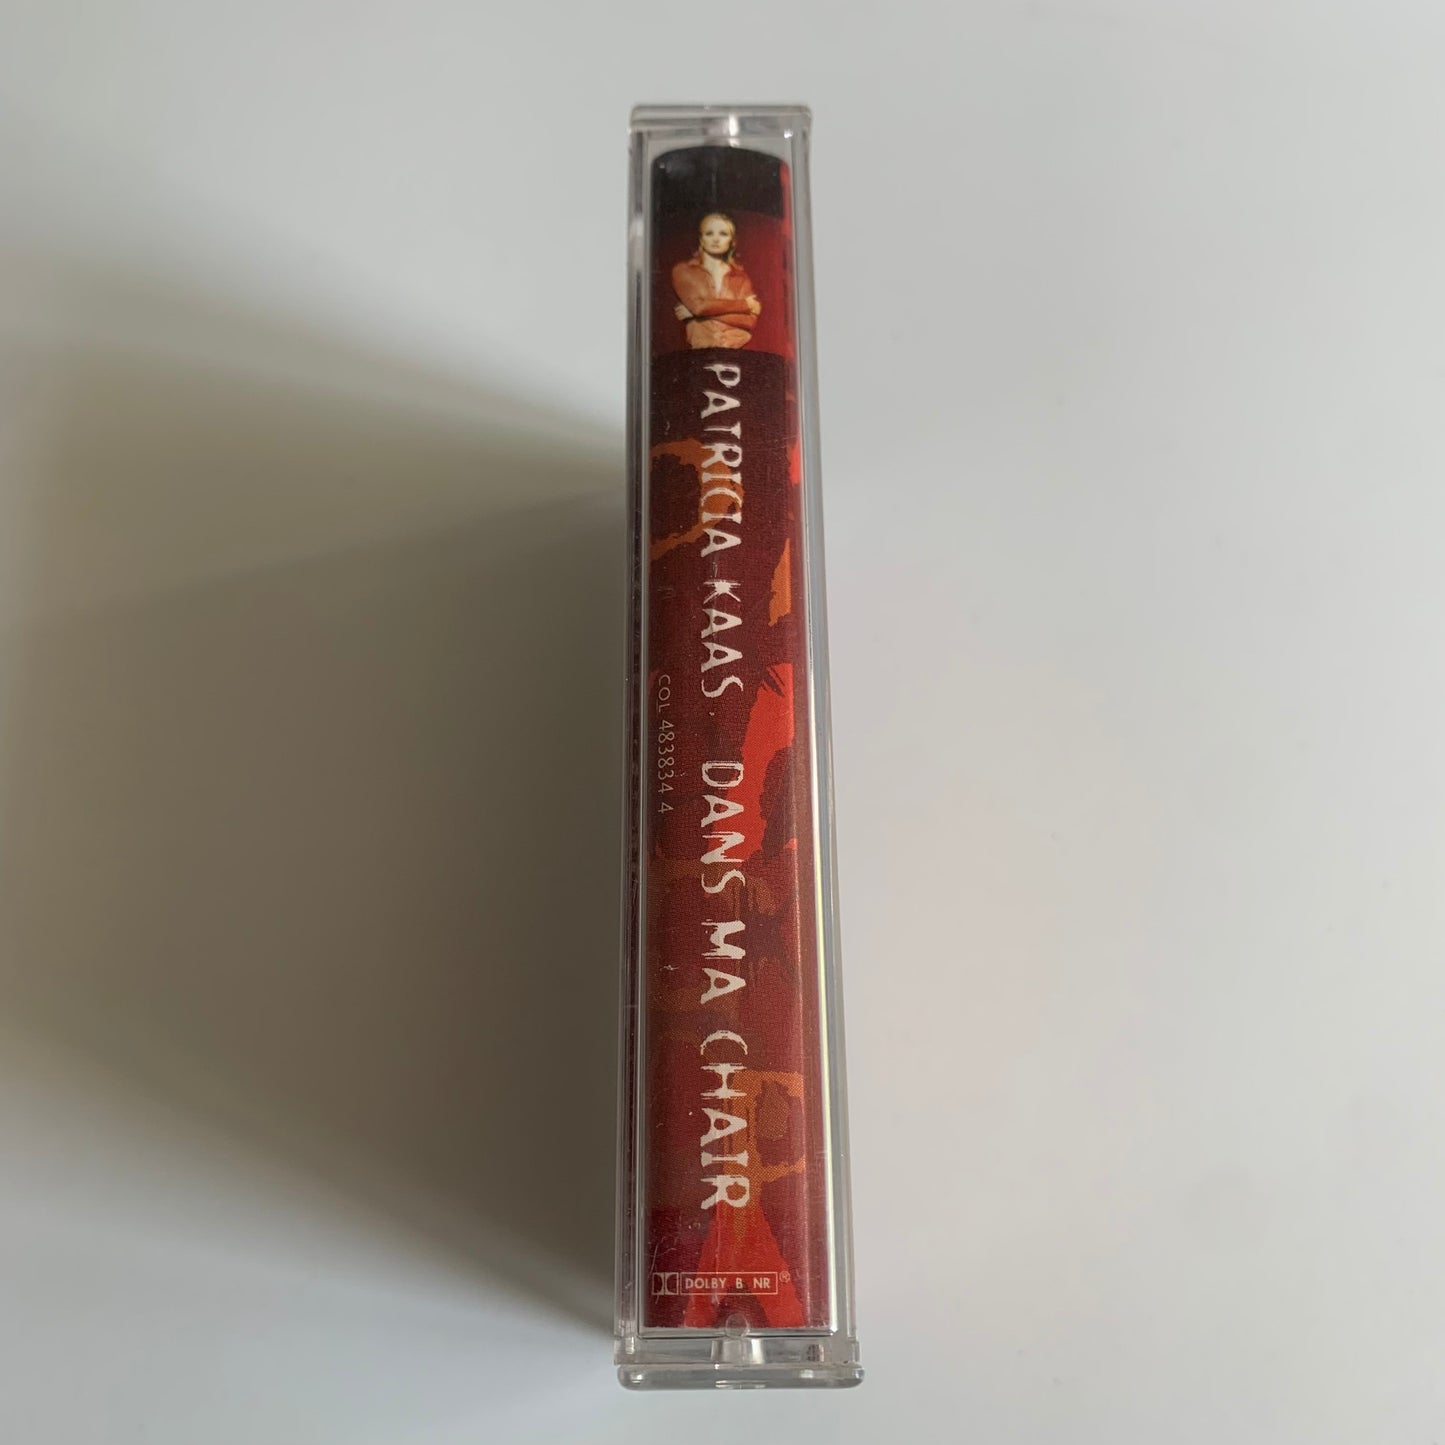 PATRICIA KAAS. DANS MA CHAIR
COL 483834 4
DOLBY B NR®